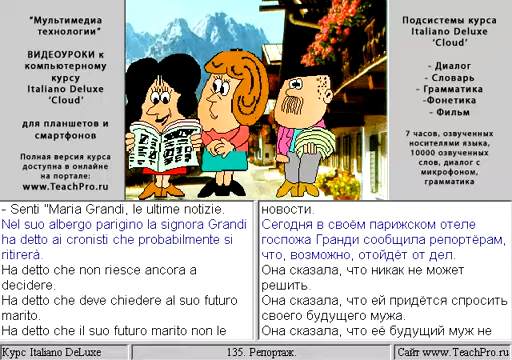 "Мультимедиа
технологии"
ВИДЕОУРОКИ к
компьютерному
курсу
Italiano Deluxe
'Cloud'
для планшетов и
смартфонов
Полная версия курса
доступна в онлайне
на портале:
www.TeachPro.ru
Подсистемы курса
Italiano Deluxe
'Cloud'
- Диалог
- Словарь
- Грамматика
-Фонетика
- Фильм
7 часов, озвученных
носителями языка,
10000 озвученных
слов, диалог с
микрофоном,
грамматика
- Senti "Maria Grandi, le ultime notizie.
Nel suo albergo parigino la signora Grandi
ha detto ai cronisti che probabilmente si
ritirerà.
Ha detto che non riesce ancora a
decidere.
Ha detto che deve chiedere al suo futuro
marito.
Ha detto che il suo futuro marito non le
новости.
Сегодня в своём парижском отеле
госпожа Гранди сообщила репортёрам,
что, возможно, отойдёт от дел.
Она сказала, что никак не может
решить.
Она сказала, что ей придётся спросить
своего будущего мужа.
Она сказала, что её будущий муж не
Курс Italiano DeLuxe
135. Репортаж.
Сайт www.TeachPro.ru